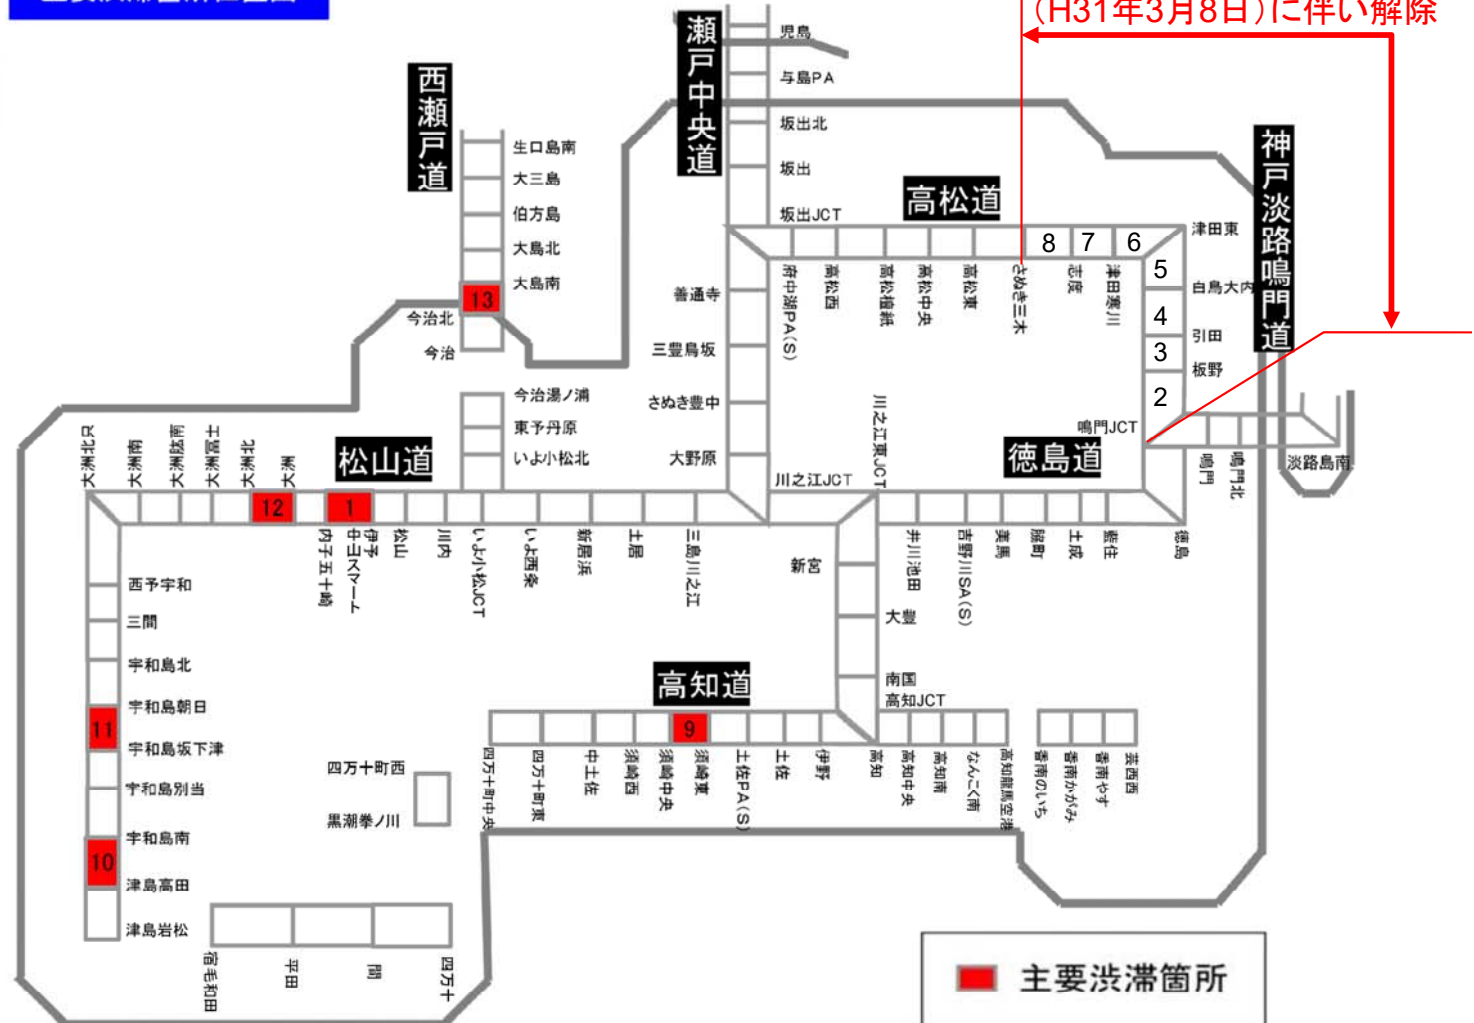 (H31年3月8日)に伴い解除
西瀬戸道
瀬戸中央道
神戸淡路鳴門道
高松道
徳島道
松山道
高知道
児島
与島PA
坂出北
坂出
坂出JCT
生口島南
大三島
伯方島
大島北
大島南
13
今治北
今治
今治湯ノ浦
東予丹原
いよ小松北
善通寺
三豊鳥坂
さぬき豊中
大野原
川之江JCT
府中湖PA(S)
高松西
高松檀紙
高松中央
高松東
さぬき三木
志度
津田寒川
8
7
6
津田東
5
白鳥大内
4
引田
3
板野
2
鳴門JCT
鳴門
鳴門北
淡路島南
川之江東JCT
井川池田
吉野川SA(S)
美馬
脇町
土成
藍住
徳島
大洲北只
大洲南
大洲肱南
大洲冨士
大洲北
大洲
12
1
内子五十崎
中山スマート
伊予
松山
川内
いよ小松JCT
いよ西条
新居浜
土居
三島川之江
新宮
大豊
南国
高知JCT
西予宇和
三間
宇和島北
宇和島朝日
11
宇和島坂下津
宇和島別当
宇和島南
10
津島高田
津島岩松
四万十町西
黒潮拳ノ川
9
四万十町中央
四万十町東
中土佐
須崎西
須崎中央
須崎東
土佐PA(S)
土佐
伊野
高知
高知中央
高知南
なんこく南
高知龍馬空港
香南のいち
香南かがみ
香南やす
芸西西
宿毛和田
平田
間
四万十
主要渋滞箇所